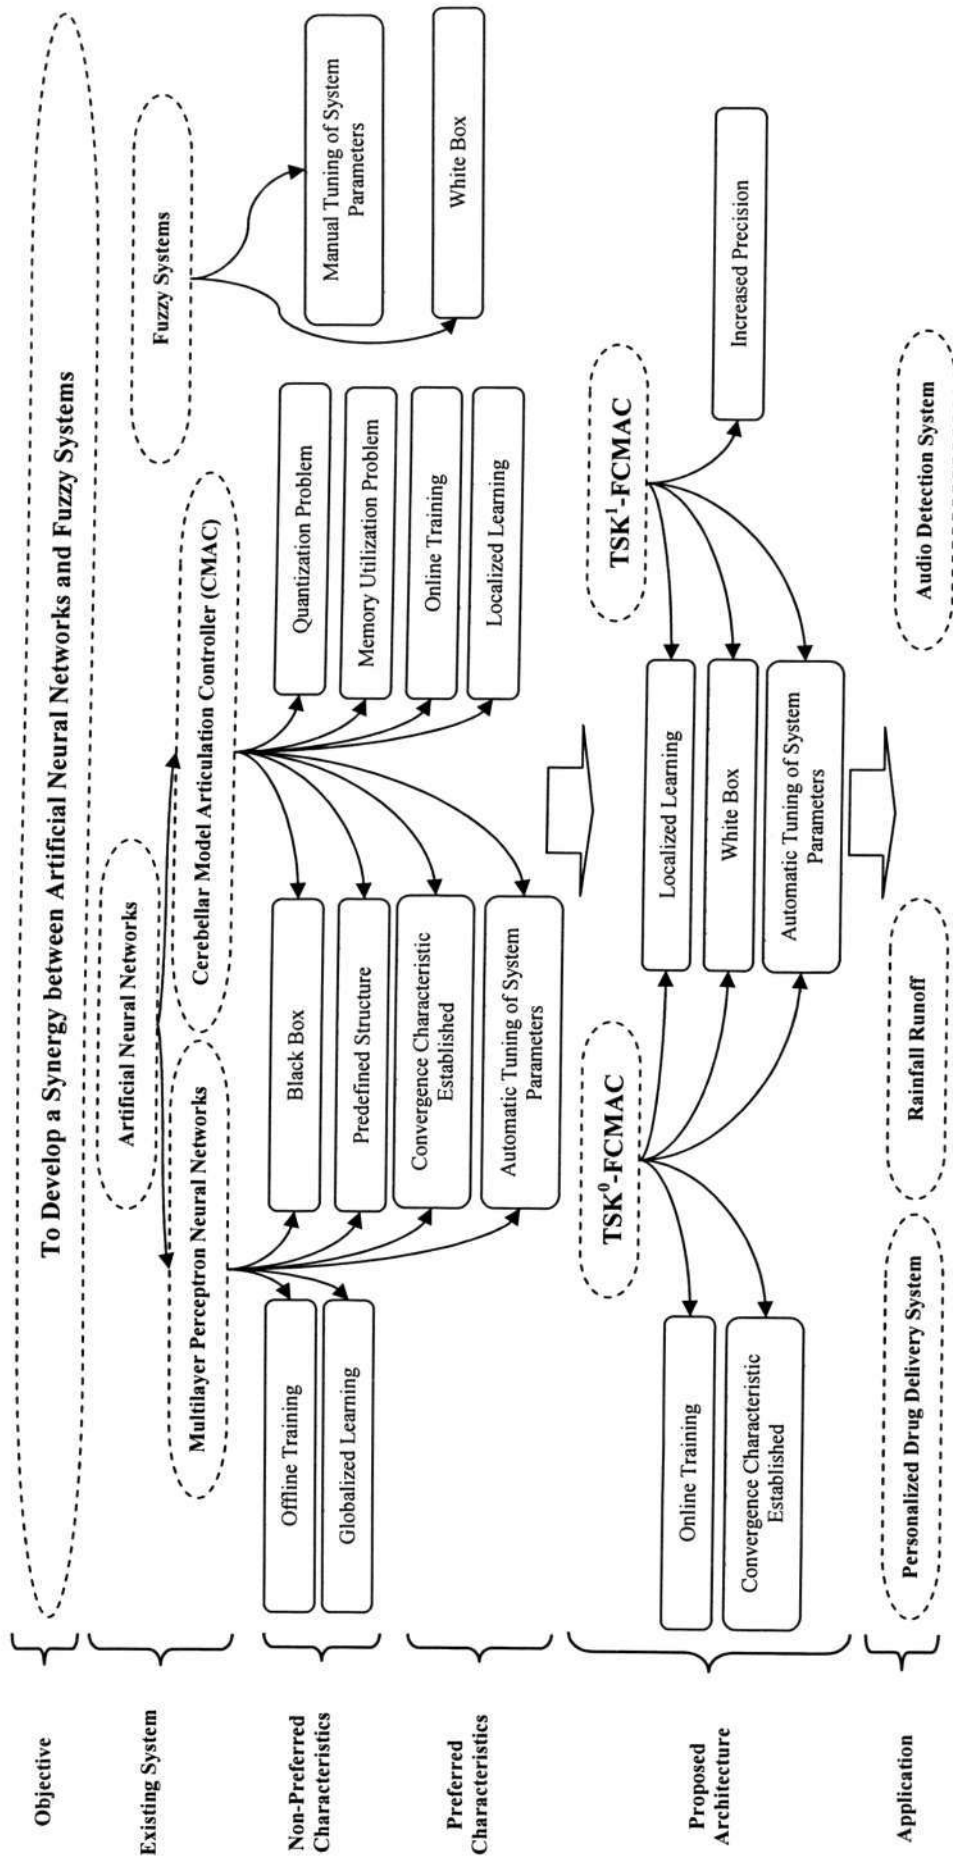 Objective
To Develop a Synergy between Artificial Neural Networks and Fuzzy Systems
Existing System
Artificial Neural Networks
Fuzzy Systems
Multilayer Perceptron Neural Networks
Cerebellar Model Articulation Controller (CMAC)
Non-Preferred
Characteristics
Offline Training
Globalized Learning
Black Box
Predefined Structure
Quantization Problem
Memory Utilization Problem
Manual Tuning of System
Parameters
Preferred
Characteristics
Convergence Characteristic
Established
Automatic Tuning of System
Parameters
Online Training
Localized Learning
White Box
Proposed
Architecture
TSK⁰-FCMAC
TSK¹-FCMAC
Online Training
Convergence Characteristic
Established
Localized Learning
White Box
Automatic Tuning of System
Parameters
Increased Precision
Application
Personalized Drug Delivery System
Rainfall Runoff
Audio Detection System